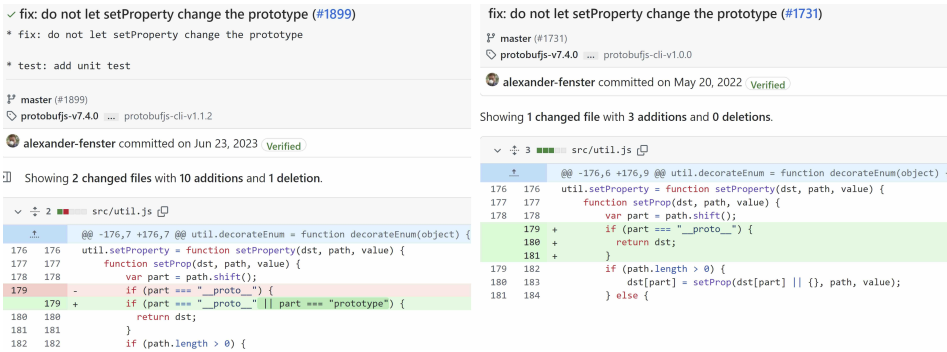 fix: do not let setProperty change the prototype (#1899)
* fix: do not let setProperty change the prototype
* test: add unit test
master (#1899)
protobufjs-v7.4.0 ... protobufjs-cli-v1.1.2
alexander-fenster committed on Jun 23, 2023 Verified
Showing 2 changed files with 10 additions and 1 deletion.
2 src/util.js
@@ -176,7 +176,7 @@ util.decorateEnum = function decorateEnum(object) {
176 176 util.setProperty = function setProperty(dst, path, value) {
177 177 function setProp(dst, path, value) {
178 178 var part = path.shift();
179 - if (part === "__proto__") {
179 + if (part === "__proto__" || part === "prototype") {
180 180 return dst;
181 181 }
182 182 if (path.length > 0) {
fix: do not let setProperty change the prototype (#1731)
master (#1731)
protobufjs-v7.4.0 ... protobufjs-cli-v1.0.0
alexander-fenster committed on May 20, 2022 Verified
Showing 1 changed file with 3 additions and 0 deletions.
3 src/util.js
@@ -176,6 +176,9 @@ util.decorateEnum = function decorateEnum(object)
176 176 util.setProperty = function setProperty(dst, path, value) {
177 177 function setProp(dst, path, value) {
178 178 var part = path.shift();
179 + if (part === "__proto__") {
180 + return dst;
181 + }
179 182 if (path.length > 0) {
180 183 dst[part] = setProp(dst[part] || {}, path, value);
181 184 } else {